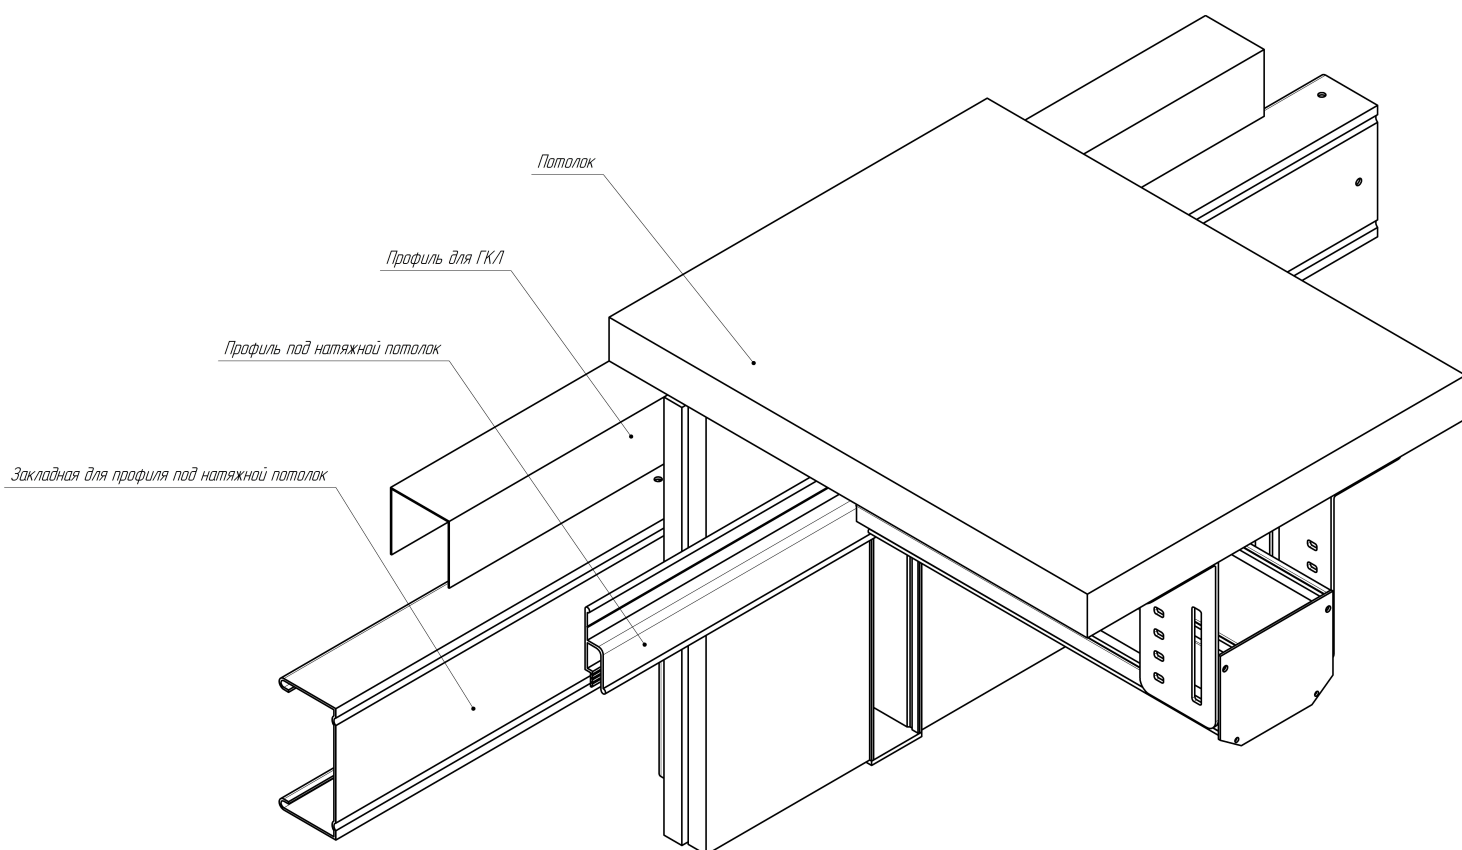 Потолок
Профиль для ГКЛ
Профиль под натяжной потолок
Закладная для профиля под натяжной потолок